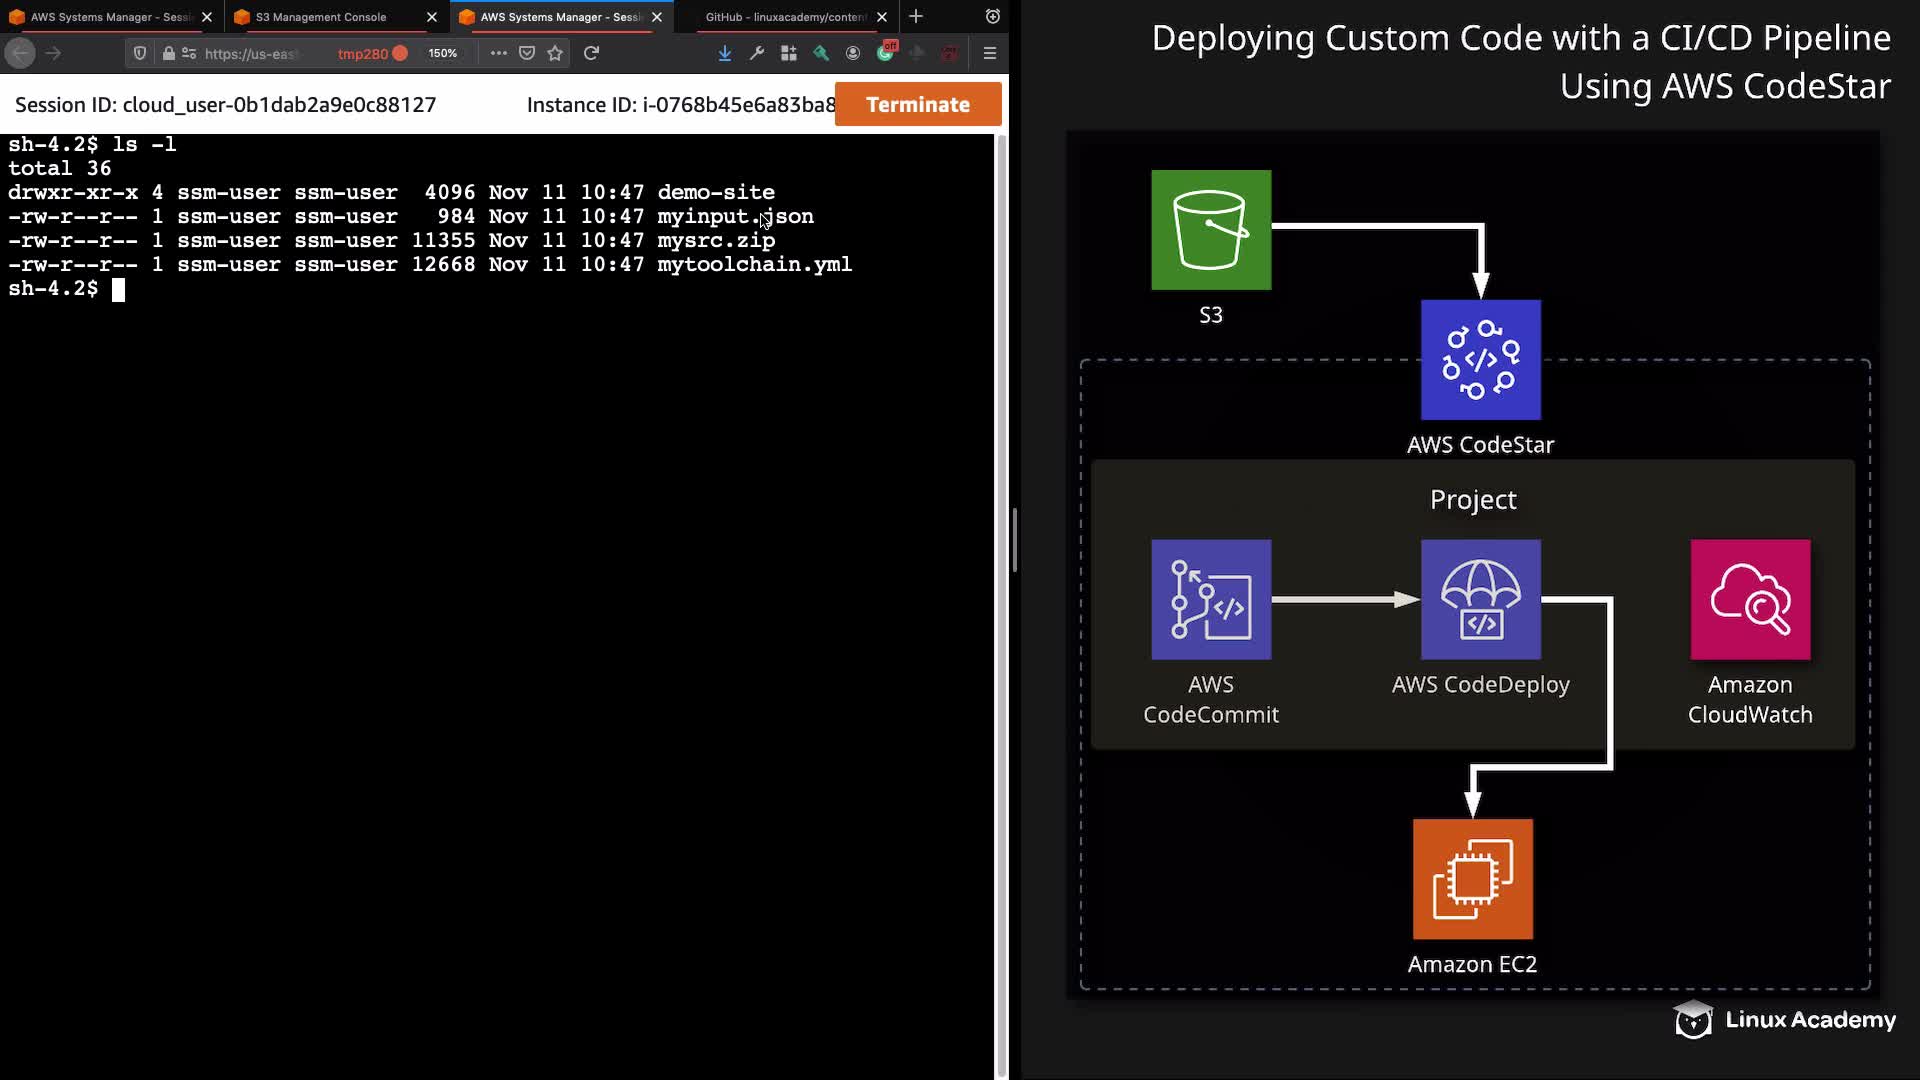 AWS Systems Manager - Sessi
S3 Management Console
AWS Systems Manager - Sessi
GitHub - linuxacademy/conten
https://us-eas
tmp280
150%
off
Session ID: cloud_user-0b1dab2a9e0c88127
Instance ID: i-0768b45e6a83ba8
Terminate
sh-4.2$ ls -l
total 36
drwxr-xr-x 4 ssm-user ssm-user  4096 Nov 11 10:47 demo-site
-rw-r--r-- 1 ssm-user ssm-user   984 Nov 11 10:47 myinput.json
-rw-r--r-- 1 ssm-user ssm-user 11355 Nov 11 10:47 mysrc.zip
-rw-r--r-- 1 ssm-user ssm-user 12668 Nov 11 10:47 mytoolchain.yml
sh-4.2$
Deploying Custom Code with a CI/CD Pipeline
Using AWS CodeStar
S3
AWS CodeStar
Project
AWS
CodeCommit
AWS CodeDeploy
Amazon
CloudWatch
Amazon EC2
Linux Academy